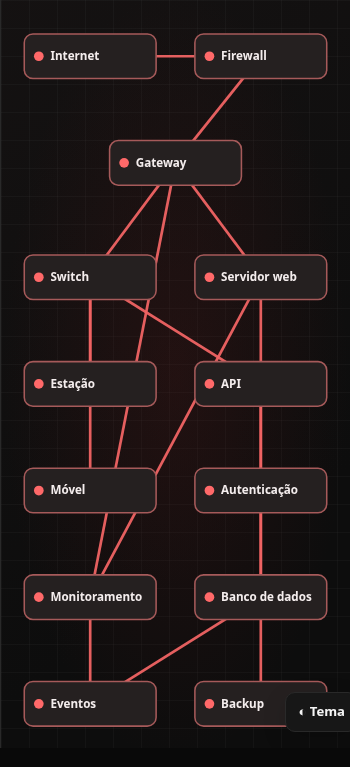 Internet
Firewall
Gateway
Switch
Servidor web
Estação
API
Móvel
Autenticação
Monitoramento
Banco de dados
Eventos
Backup
Tema